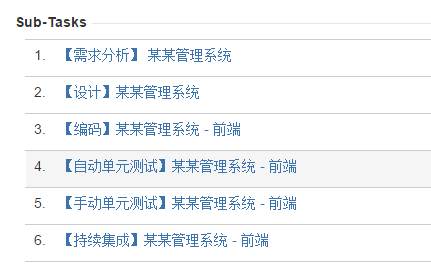 Sub-Tasks
1. 【需求分析】 某某管理系统
2. 【设计】某某管理系统
3. 【编码】某某管理系统 - 前端
4. 【自动单元测试】某某管理系统 - 前端
5. 【手动单元测试】某某管理系统 - 前端
6. 【持续集成】某某管理系统 - 前端